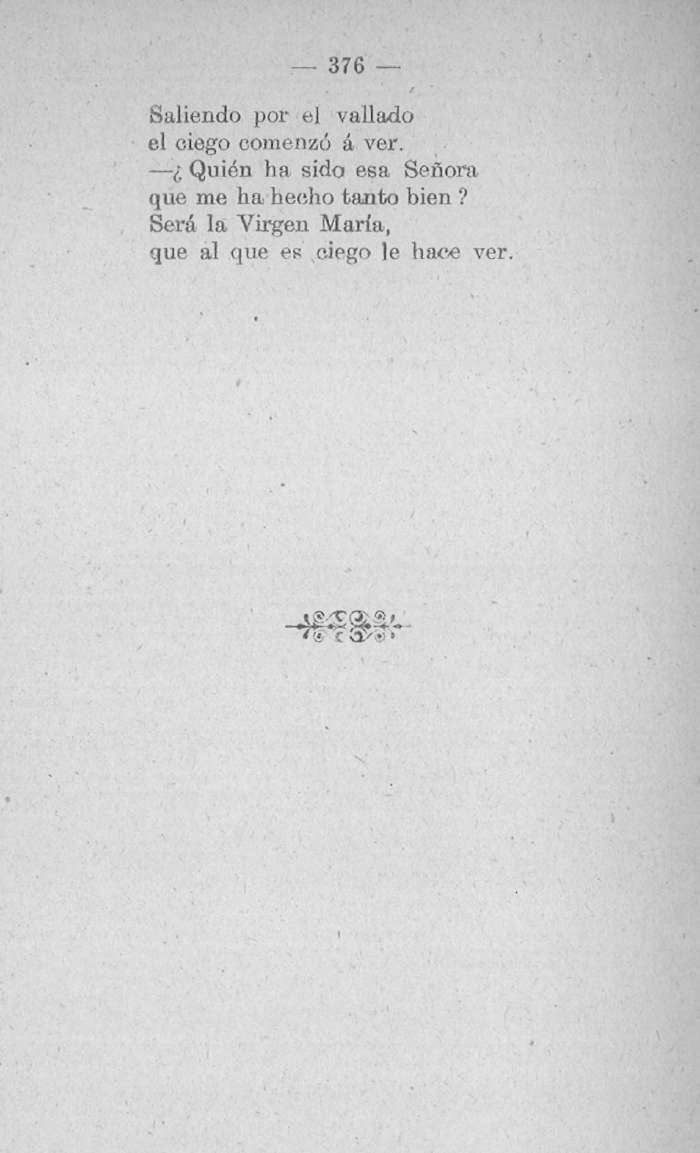 — 376 —
Saliendo por el vallado
el ciego comenzó á ver.
—¿ Quién ha sido esa Señora
que me ha hecho tanto bien ?
Será la Virgen María,
que al que es ciego le hace ver.